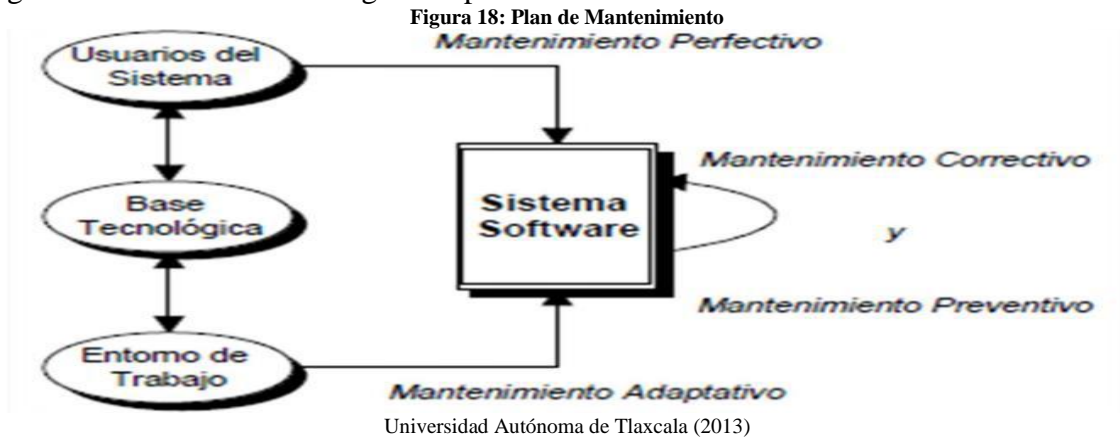 Figura 18: Plan de Mantenimiento
Mantenimiento Perfectivo
Usuarios del
Sistema
Mantenimiento Correctivo
Base
Tecnológica
Sistema
Software
y
Mantenimiento Preventivo
Entorno de
Trabajo
Mantenimiento Adaptativo
Universidad Autónoma de Tlaxcala (2013)